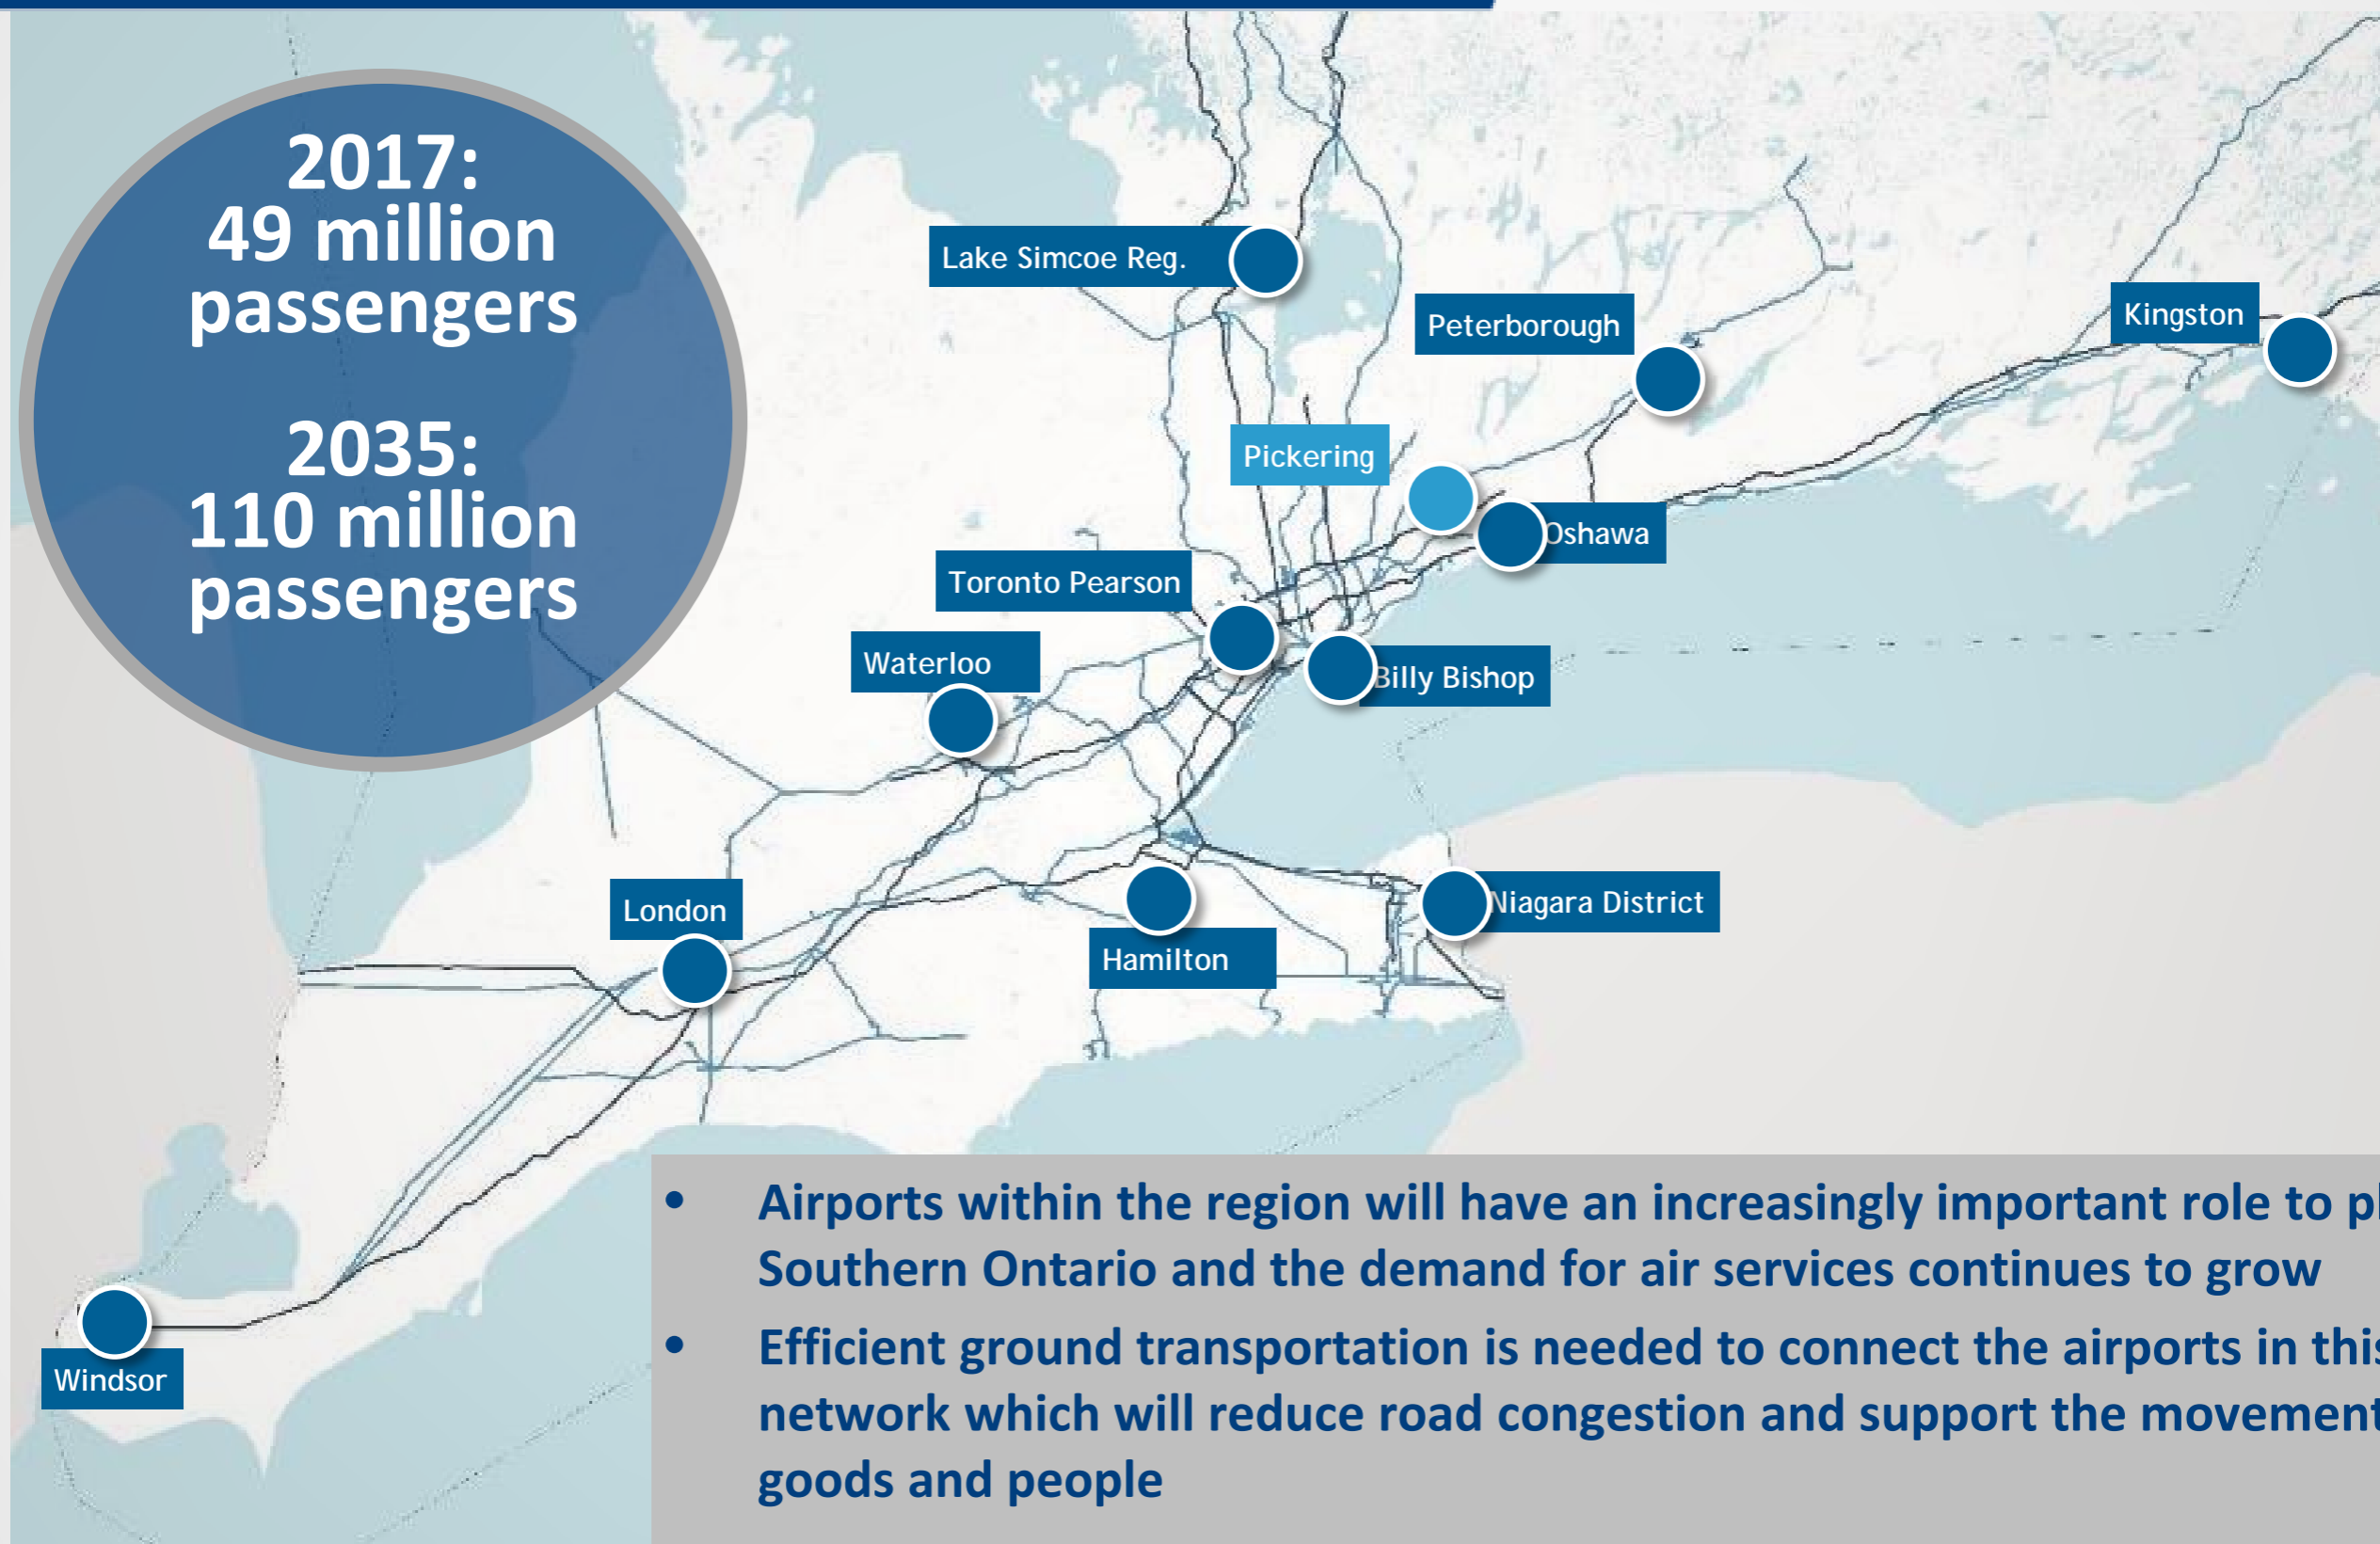 2017:
49 million
passengers
2035:
110 million
passengers
Lake Simcoe Reg.
Peterborough
Kingston
Pickering
Oshawa
Toronto Pearson
Waterloo
Billy Bishop
London
Niagara District
Hamilton
Windsor
• Airports within the region will have an increasingly important role to
Southern Ontario and the demand for air services continues to grow
• Efficient ground transportation is needed to connect the airports in this
network which will reduce road congestion and support the movement
goods and people